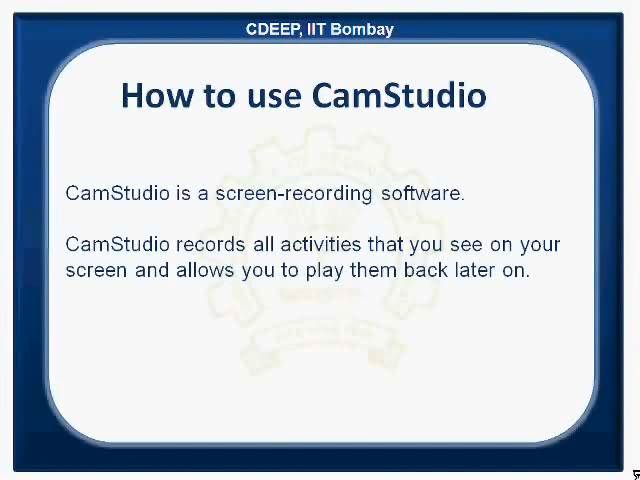 CDEEP, IIT Bombay
How to use CamStudio
CamStudio is a screen-recording software.
CamStudio records all activities that you see on your
screen and allows you to play them back later on.